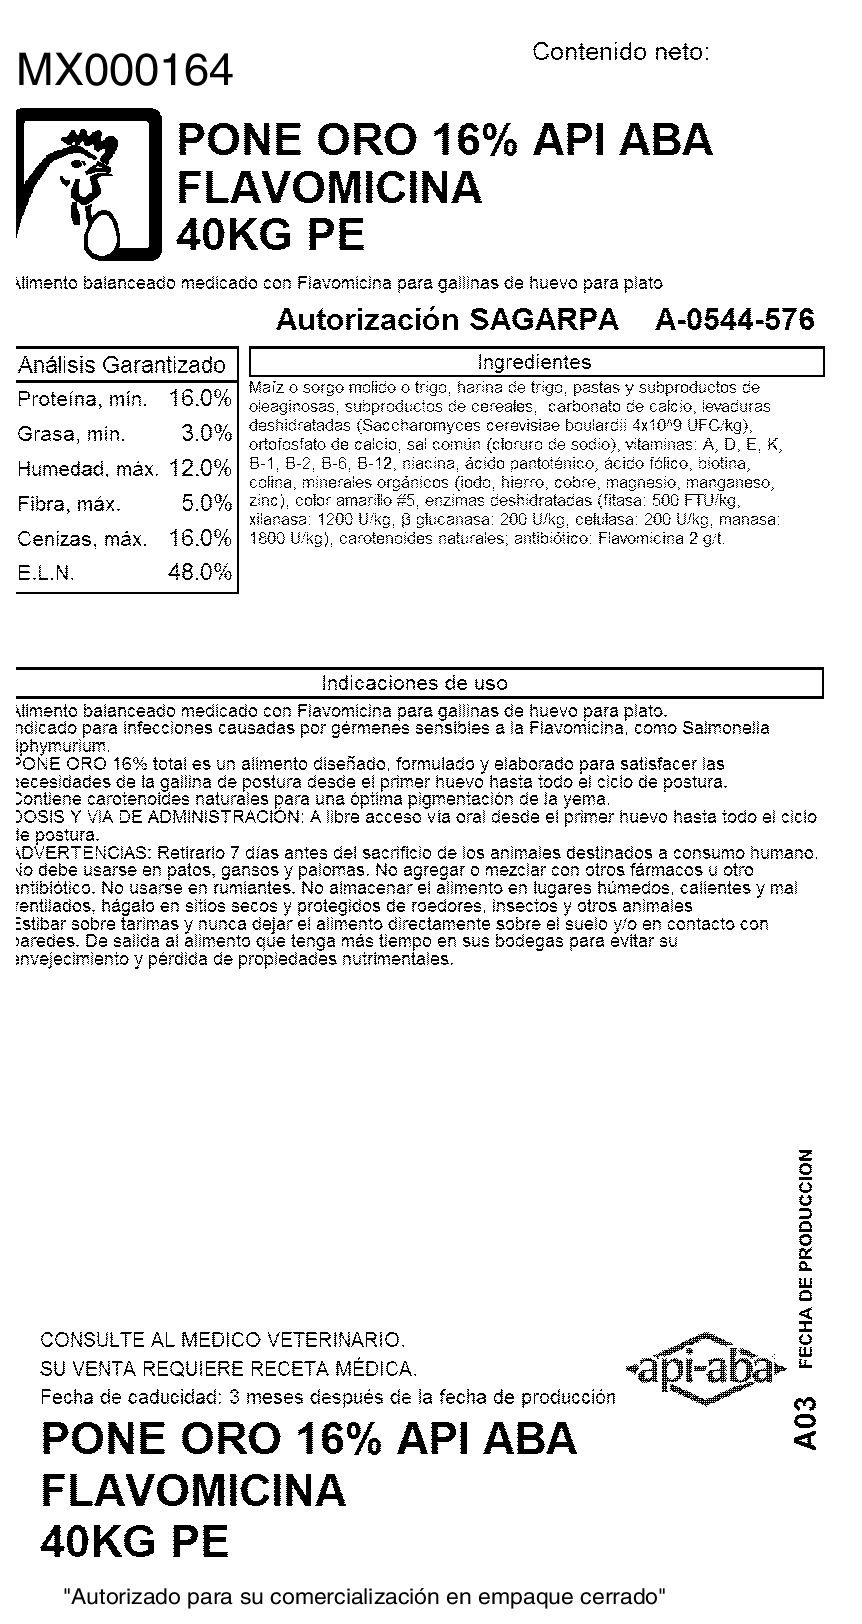 Contenido neto:
MX000164
PONE ORO 16% API ABA
FLAVOMICINA
40KG PE
Alimento balanceado medicado con Flavomicina para gallinas de huevo para plato
Autorización SAGARPA A-0544-576
Análisis Garantizado
Proteína, mín. 16.0%
Grasa, mín. 3.0%
Humedad, máx. 12.0%
Fibra, máx. 5.0%
Cenizas, máx. 16.0%
E.L.N. 48.0%
Ingredientes
Maíz o sorgo molido o trigo, harina de trigo, pastas y subproductos de
oleaginosas, subproductos de cereales, carbonato de calcio, levaduras
deshidratadas (Saccharomyces cerevisiae boulardii 4x10^9 UFC/kg),
ortofosfato de calcio, sal común (cloruro de sodio), vitaminas: A, D, E, K,
B-1, B-2, B-6, B-12, niacina, ácido pantoténico, ácido fólico, biotina,
colina, minerales orgánicos (iodo, hierro, cobre, magnesio, manganeso,
zinc), color amarillo #5, enzimas deshidratadas (fitasa: 500 FTU/kg,
xilanasa: 1200 U/kg, β glucanasa: 200 U/kg, celulasa: 200 U/kg, manasa:
1800 U/kg), carotenoides naturales; antibiótico: Flavomicina 2 g/t.
Indicaciones de uso
Alimento balanceado medicado con Flavomicina para gallinas de huevo para plato.
Indicado para infecciones causadas por gérmenes sensibles a la Flavomicina, como Salmonella
tiphymurium.
PONE ORO 16% total es un alimento diseñado, formulado y elaborado para satisfacer las
necesidades de la gallina de postura desde el primer huevo hasta todo el ciclo de postura.
Contiene carotenoides naturales para una óptima pigmentación de la yema.
DOSIS Y VIA DE ADMINISTRACIÓN: A libre acceso vía oral desde el primer huevo hasta todo el ciclo
de postura.
ADVERTENCIAS: Retirarlo 7 días antes del sacrificio de los animales destinados a consumo humano.
No debe usarse en patos, gansos y palomas. No agregar o mezclar con otros fármacos u otro
antibiótico. No usarse en rumiantes. No almacenar el alimento en lugares húmedos, calientes y mal
ventilados, hágalo en sitios secos y protegidos de roedores, insectos y otros animales
Estibar sobre tarimas y nunca dejar el alimento directamente sobre el suelo y/o en contacto con
paredes. De salida al alimento que tenga más tiempo en sus bodegas para evitar su
envejecimiento y pérdida de propiedades nutrimentales.
A03 FECHA DE PRODUCCION
CONSULTE AL MEDICO VETERINARIO.
SU VENTA REQUIERE RECETA MÉDICA.
Fecha de caducidad: 3 meses después de la fecha de producción
api-aba
PONE ORO 16% API ABA
FLAVOMICINA
40KG PE
"Autorizado para su comercialización en empaque cerrado"